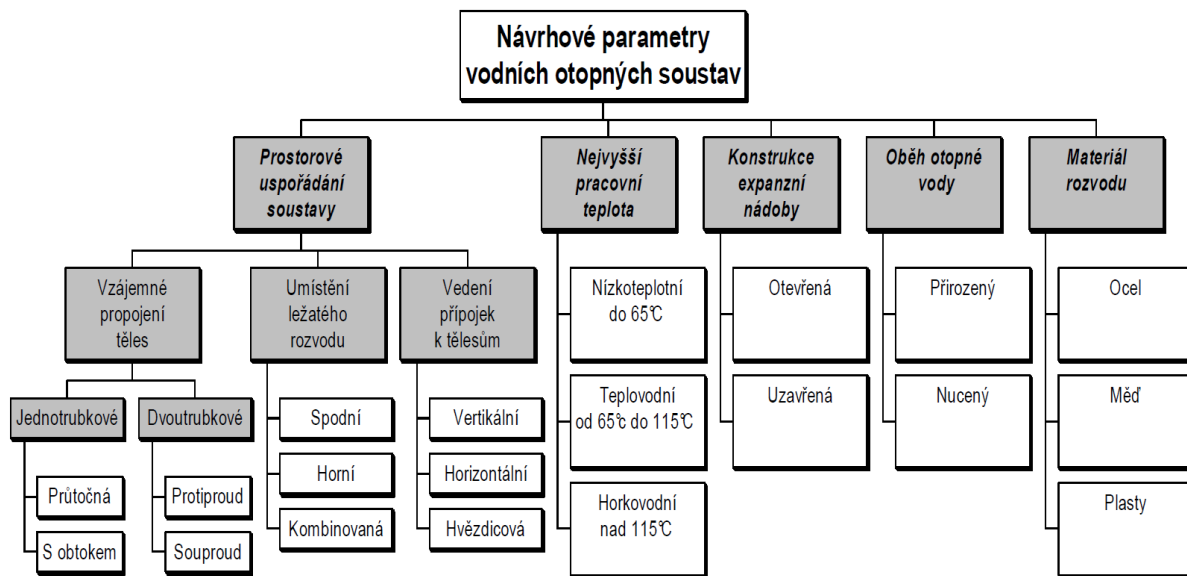 Návrhové parametry
vodních otopných soustav
Prostorové
uspořádání
soustavy
Nejvyšší
pracovní
teplota
Konstrukce
expanzní
nádoby
Oběh otopné
vody
Materiál
rozvodu
Vzájemné
propojení
těles
Umístění
ležatého
rozvodu
Vedení
přípojek
k tělesům
Nízkoteplotní
do 65℃
Otevřená
Přirozený
Ocel
Jednotrubkové
Dvoutrubkové
Spodní
Vertikální
Teplovodní
od 65℃ do 115℃
Uzavřená
Nucený
Měď
Průtočná
Protiproud
Horní
Horizontální
S obtokem
Souproud
Kombinovaná
Hvězdicová
Horkovodní
nad 115℃
Plasty